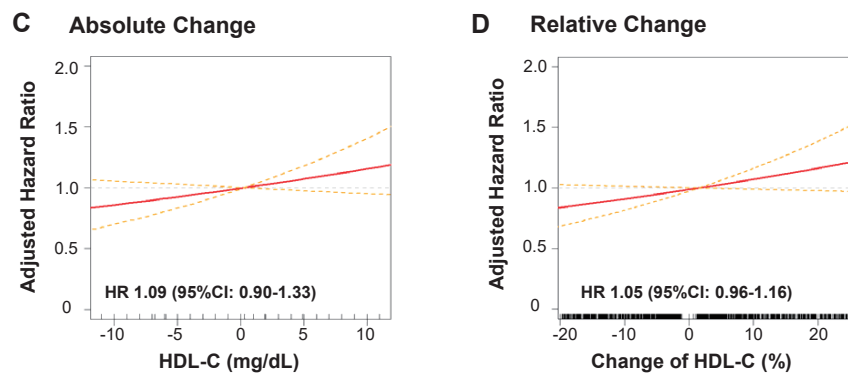 C Absolute Change
Adjusted Hazard Ratio
2.0
1.5
1.0
0.5
0
HR 1.09 (95%CI: 0.90-1.33)
-10 -5 0 5 10
HDL-C (mg/dL)
D Relative Change
Adjusted Hazard Ratio
2.0
1.5
1.0
0.5
0
HR 1.05 (95%CI: 0.96-1.16)
-20 -10 0 10 20
Change of HDL-C (%)